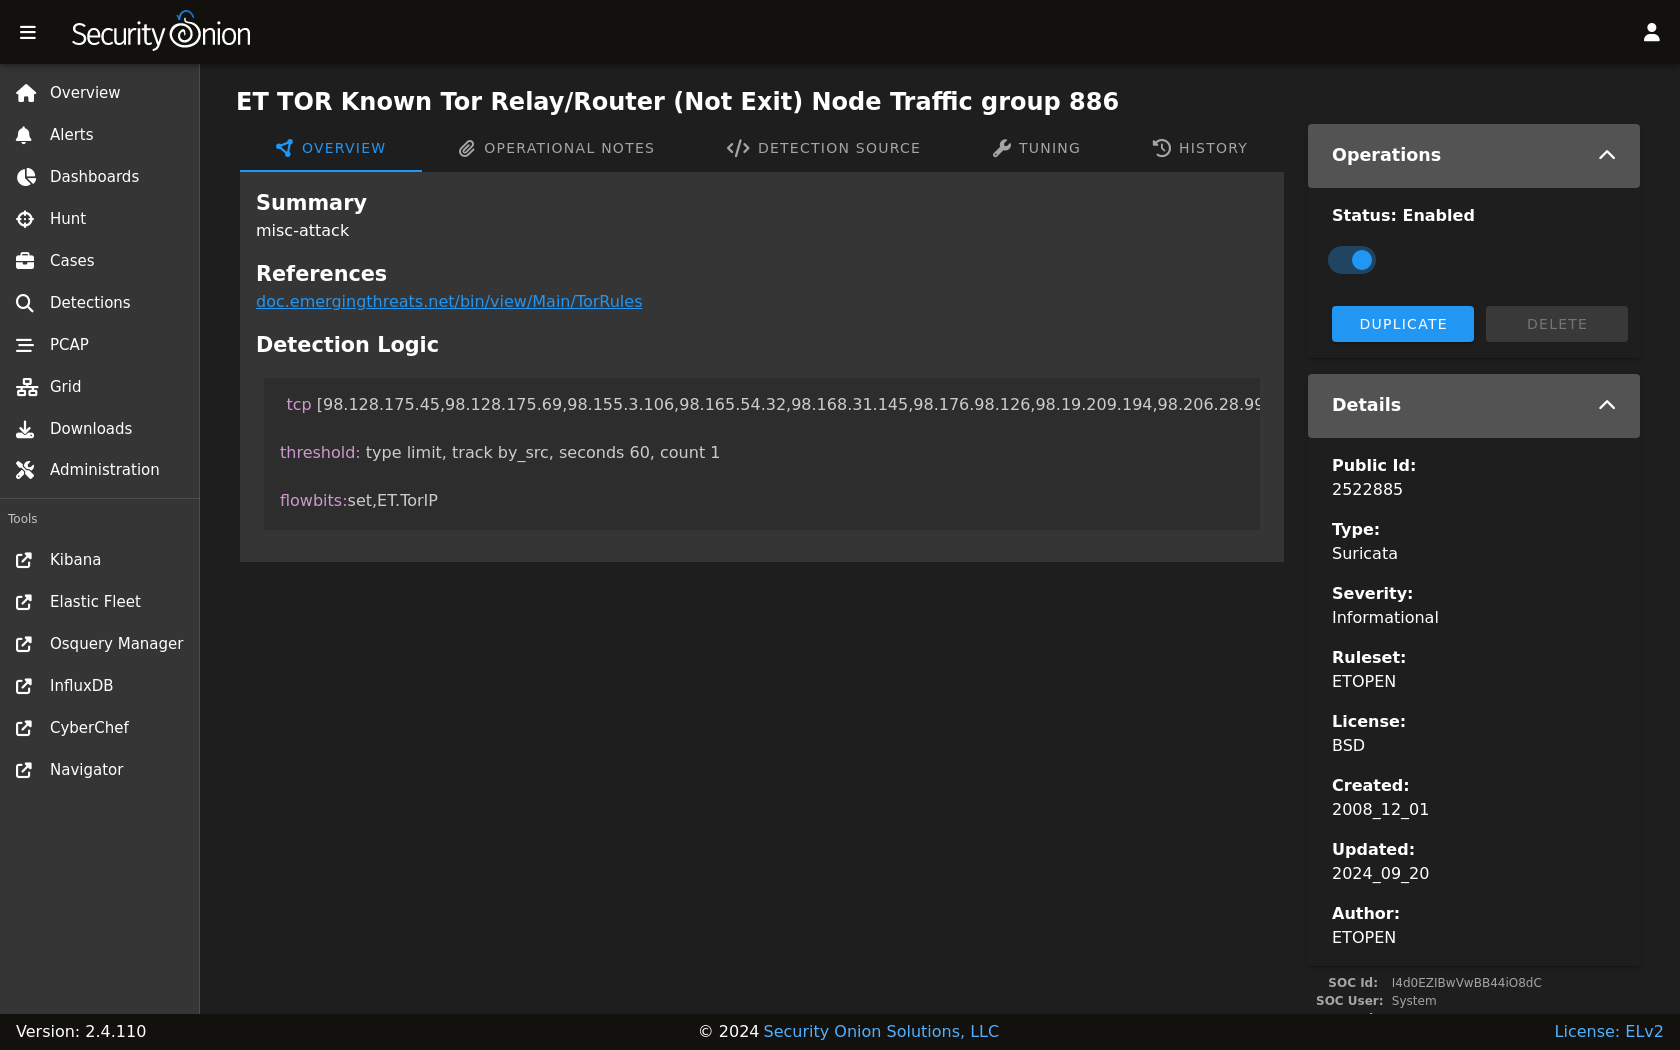 Security Onion
Overview
Alerts
Dashboards
Hunt
Cases
Detections
PCAP
Grid
Downloads
Administration
Tools
Kibana
Elastic Fleet
Osquery Manager
InfluxDB
CyberChef
Navigator
ET TOR Known Tor Relay/Router (Not Exit) Node Traffic group 886
OVERVIEW
OPERATIONAL NOTES
DETECTION SOURCE
TUNING
HISTORY
Summary
misc-attack
References
doc.emergingthreats.net/bin/view/Main/TorRules
Detection Logic
tcp [98.128.175.45,98.128.175.69,98.155.3.106,98.165.54.32,98.168.31.145,98.176.98.126,98.19.209.194,98.206.28.99
threshold: type limit, track by_src, seconds 60, count 1
flowbits:set,ET.TorIP
Operations
Status: Enabled
DUPLICATE
DELETE
Details
Public Id:
2522885
Type:
Suricata
Severity:
Informational
Ruleset:
ETOPEN
License:
BSD
Created:
2008_12_01
Updated:
2024_09_20
Author:
ETOPEN
SOC Id: I4d0EZIBwVwBB44iO8dC
SOC User: System
Version: 2.4.110
© 2024 Security Onion Solutions, LLC
License: ELv2